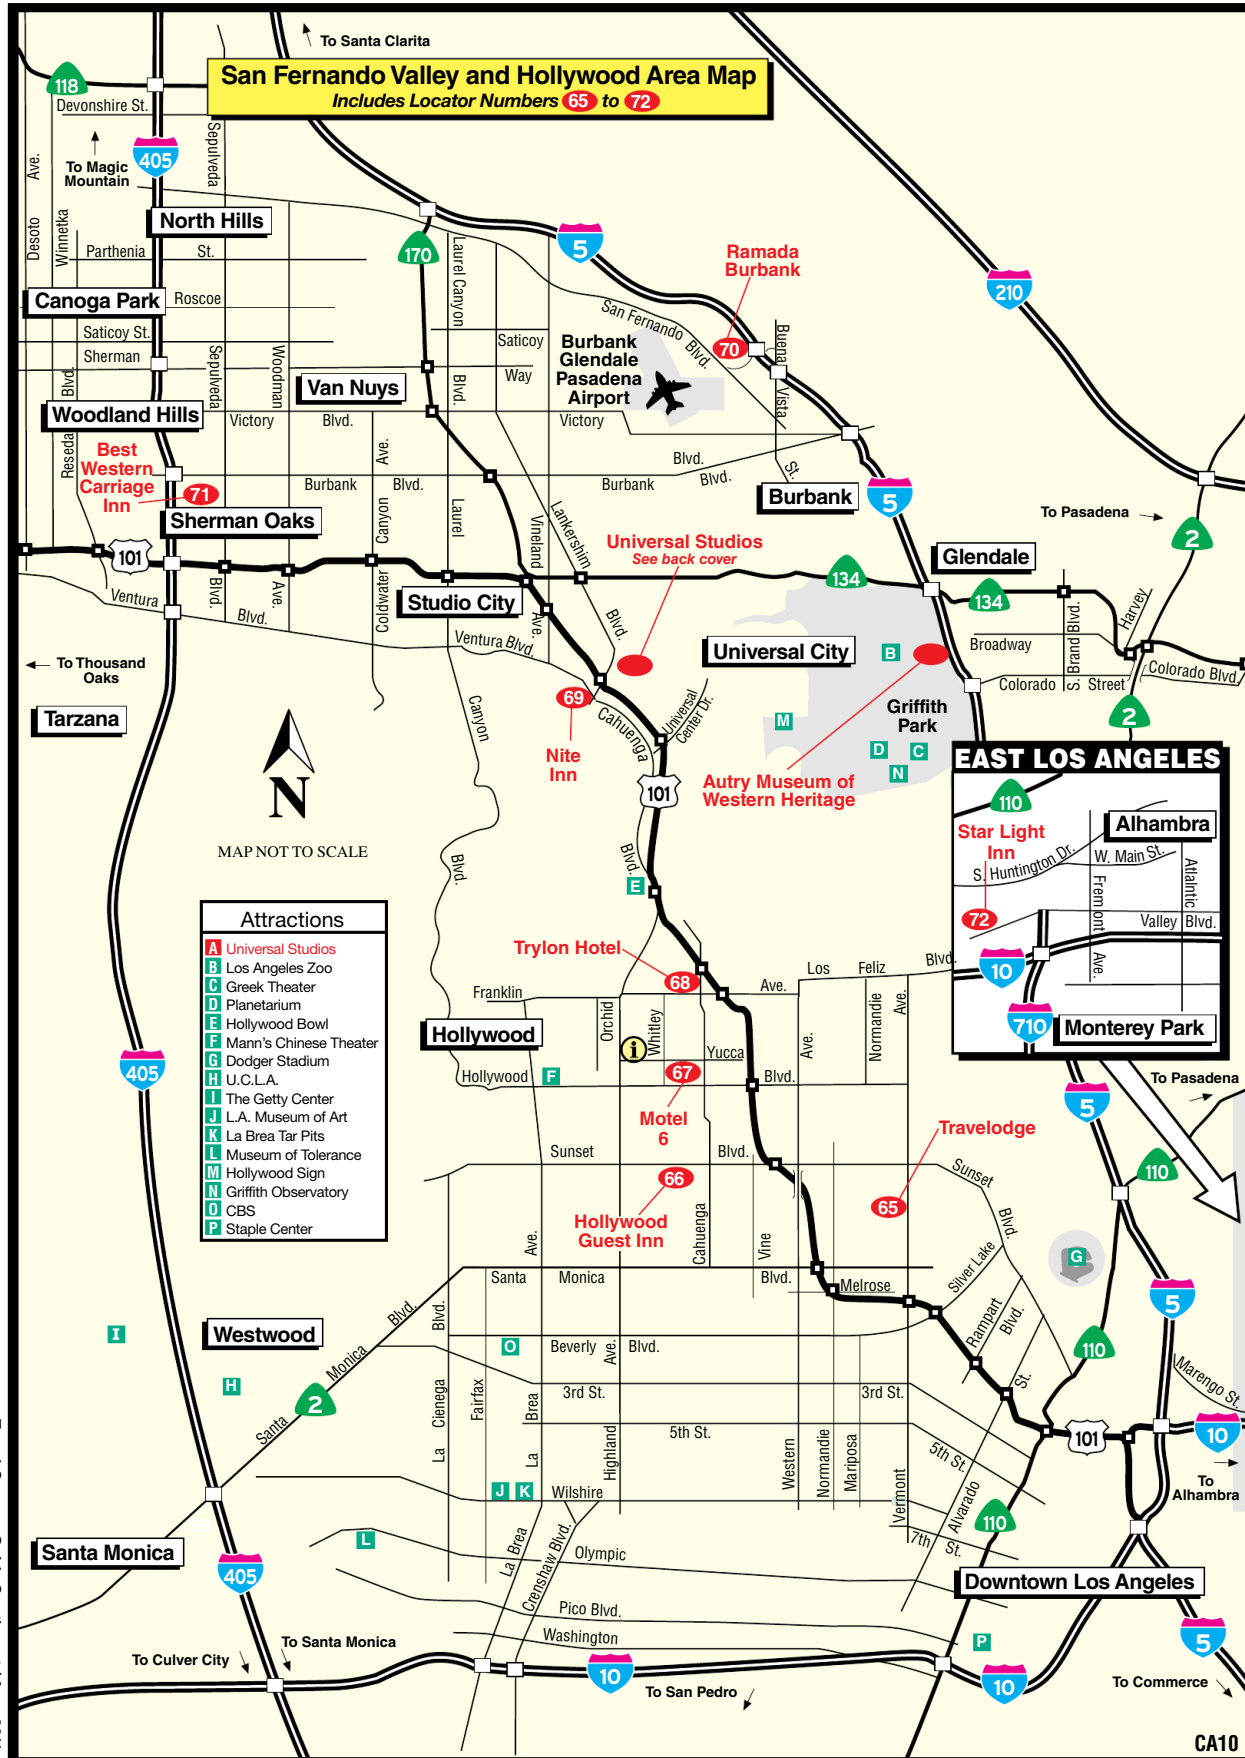 To Santa Clarita
San Fernando Valley and Hollywood Area Map
Includes Locator Numbers 65 to 72
118
Devonshire St.
405
To Magic
Mountain
Sepulveda
Ave.
Desoto
Winnetka
North Hills
Parthenia St.
170
Laurel Canyon
5
210
Ramada
Burbank
Canoga Park
Roscoe
San Fernando Blvd.
70
Buena Vista St.
Saticoy St.
Saticoy
Sherman
Way
Burbank
Glendale
Pasadena
Airport
Blvd.
Sepulveda
Woodman
Van Nuys
Blvd.
Woodland Hills
Victory Blvd.
Victory
Reseda
Best
Western
Carriage
Inn
71
Ave.
Blvd.
Burbank Blvd.
Burbank Blvd.
Burbank
5
Sherman Oaks
Canyon
Laurel
Vineland
Lankershim
To Pasadena
2
101
Universal Studios
See back cover
134
Glendale
134
Ventura Blvd.
Blvd.
Ave.
Coldwater
Studio City
Ave.
Blvd.
Ventura Blvd.
Universal City
B
Broadway
S. Brand Blvd.
Harvey
Colorado Street
Colorado Blvd.
To Thousand
Oaks
69
Tarzana
Canyon
Cahuenga
Universal
Center Dr.
M
Griffith
Park
D
C
N
2
N
Nite
Inn
101
Autry Museum of
Western Heritage
EAST LOS ANGELES
110
Alhambra
Star Light
Inn
S. Huntington Dr.
W. Main St.
Fremont
Ave.
Atlalntic
72
Valley Blvd.
10
710
Monterey Park
MAP NOT TO SCALE
Blvd.
Blvd.
E
Attractions
A Universal Studios
B Los Angeles Zoo
C Greek Theater
D Planetarium
E Hollywood Bowl
F Mann's Chinese Theater
G Dodger Stadium
H U.C.L.A.
I The Getty Center
J L.A. Museum of Art
K La Brea Tar Pits
L Museum of Tolerance
M Hollywood Sign
N Griffith Observatory
O CBS
P Staple Center
Trylon Hotel
68
Los Feliz Blvd.
Franklin
Ave.
Orchid
Whitley
Ave.
Normandie
Ave.
Hollywood
i
Yucca
405
Hollywood
F
67
Blvd.
5
To Pasadena
Motel
6
Travelodge
Sunset Blvd.
Sunset Blvd.
110
66
65
Hollywood
Guest Inn
Ave.
Cahuenga
Vine
G
Silver Lake
Santa Monica Blvd.
Melrose
5
Blvd.
Blvd.
Rampart
Blvd.
I
Westwood
O
Beverly
Ave.
Blvd.
110
Marengo St.
H
Monica
Santa
2
La Cienega
Fairfax
La Brea
3rd St.
3rd St.
St.
5th St.
5th St.
101
10
Highland
Western
Normandie
Mariposa
Vermont
Alvarado
To
Alhambra
J
K
Wilshire
110
7th St.
Santa Monica
L
La Brea
Crenshaw Blvd.
Olympic
405
Downtown Los Angeles
Pico Blvd.
Washington
P
5
To Santa Monica
To Culver City
10
To San Pedro
10
To Commerce
CA10